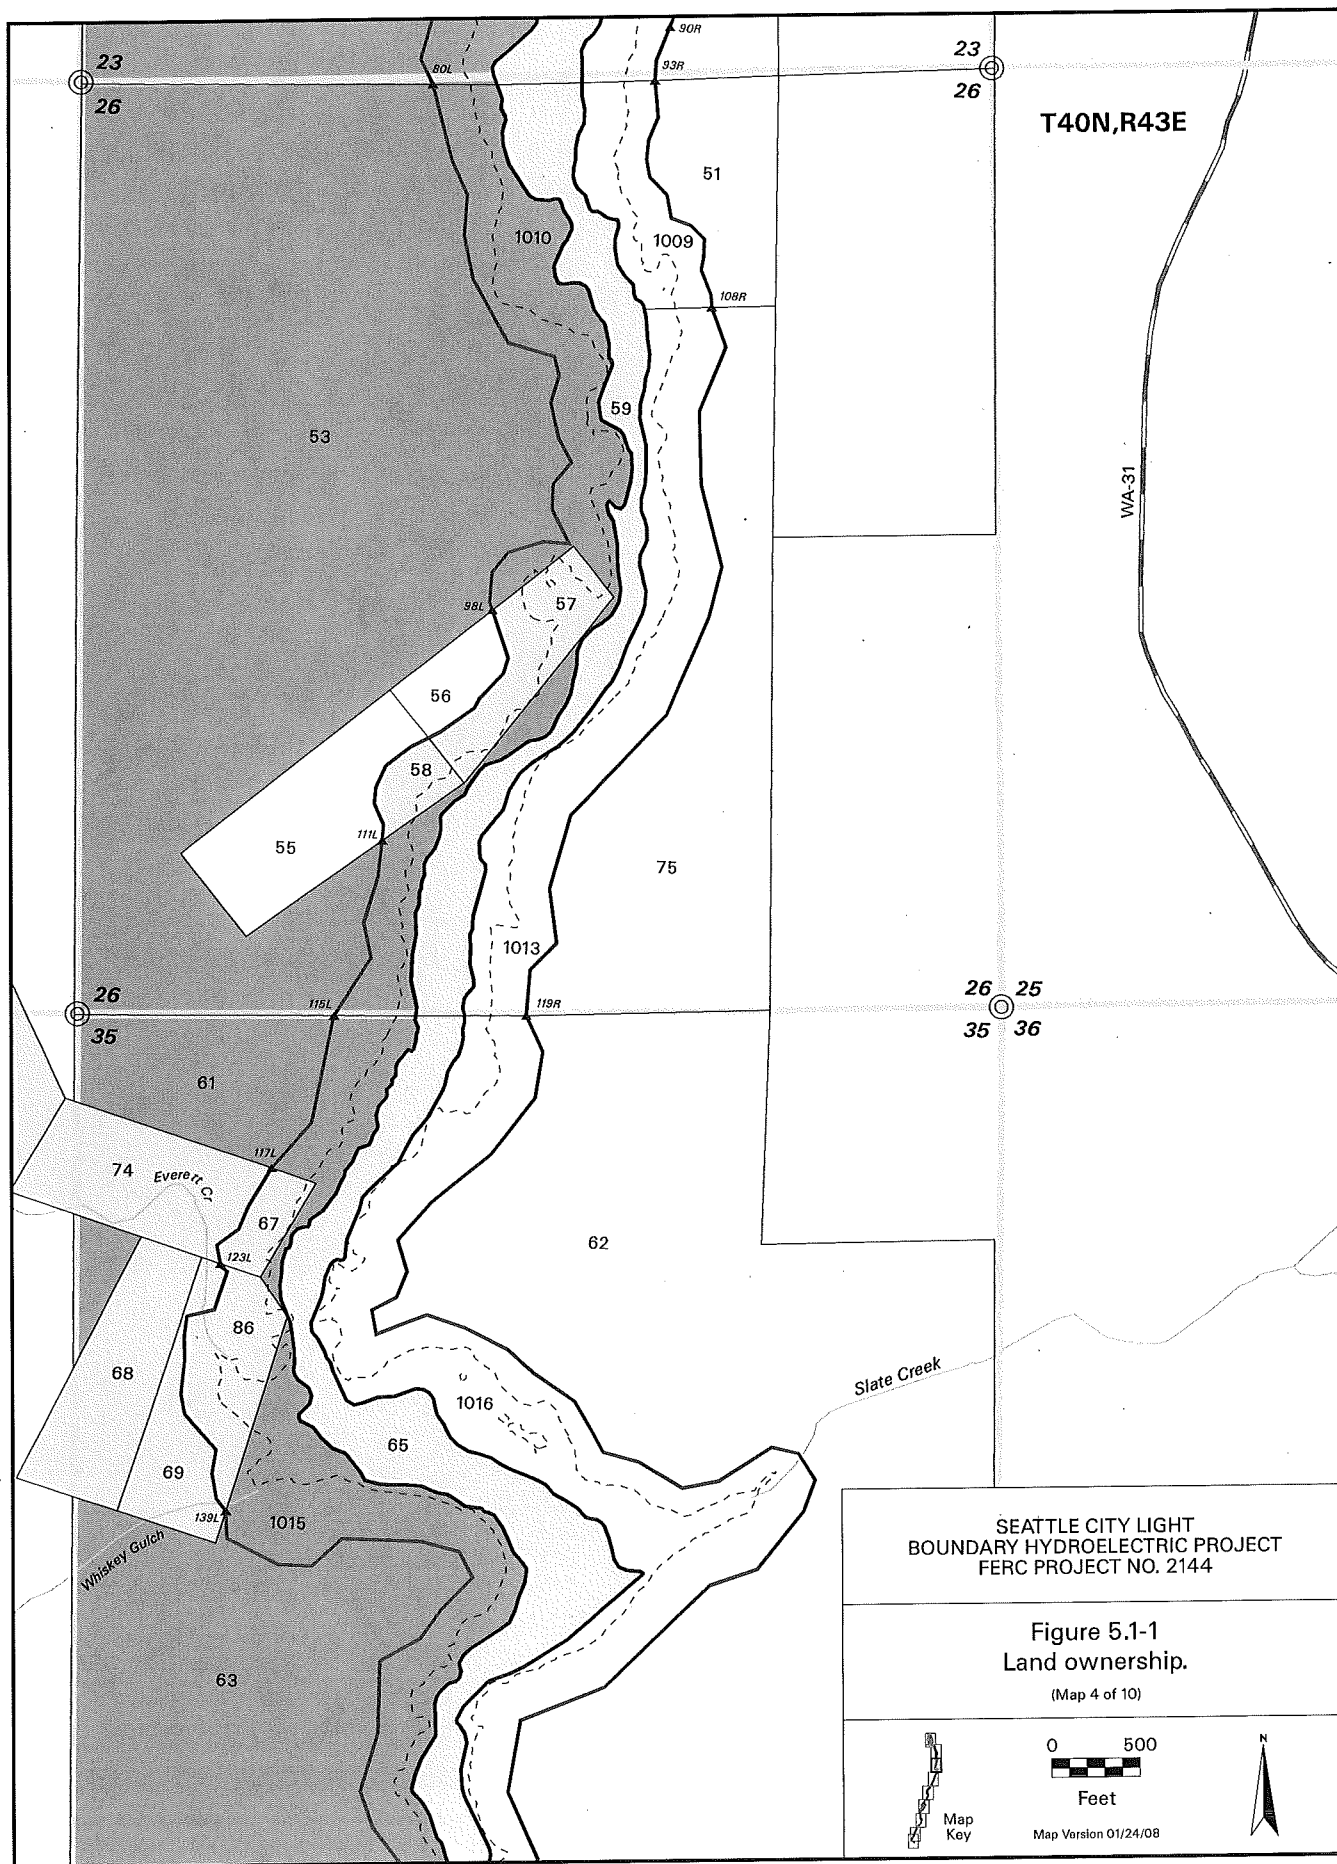 90R
23
80L
93R
23
26
26
T40N,R43E
51
1010
1009
108R
59
53
WA-31
57
98L
56
58
111L
55
75
1013
26
115L
119R
26 25
35
35 36
61
117L
74
Everett Cr
67
62
123L
86
68
Slate Creek
1016
65
69
139L
1015
Whiskey Gulch
SEATTLE CITY LIGHT
BOUNDARY HYDROELECTRIC PROJECT
FERC PROJECT NO. 2144
Figure 5.1-1
Land ownership.
(Map 4 of 10)
63
N
0 500
Feet
Map
Key
Map Version 01/24/08